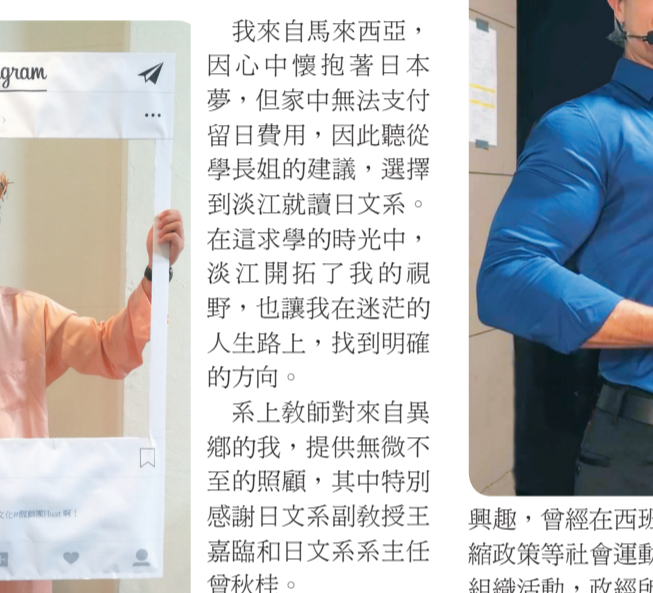 我來自馬來西亞，
因心中懷抱著日本
夢，但家中無法支付
留日費用，因此聽從
學長姐的建議，選擇
到淡江就讀日文系。
在這求學的時光中，
淡江開拓了我的視
野，也讓我在迷茫的
人生路上，找到明確
的方向。
系上教師對來自異
鄉的我，提供無微不
至的照顧，其中特別
感謝日文系副教授王
嘉臨和日文系系主任
曾秋桂。
gram
興趣，曾經在西班
縮政策等社會運動
組織活動，政經所